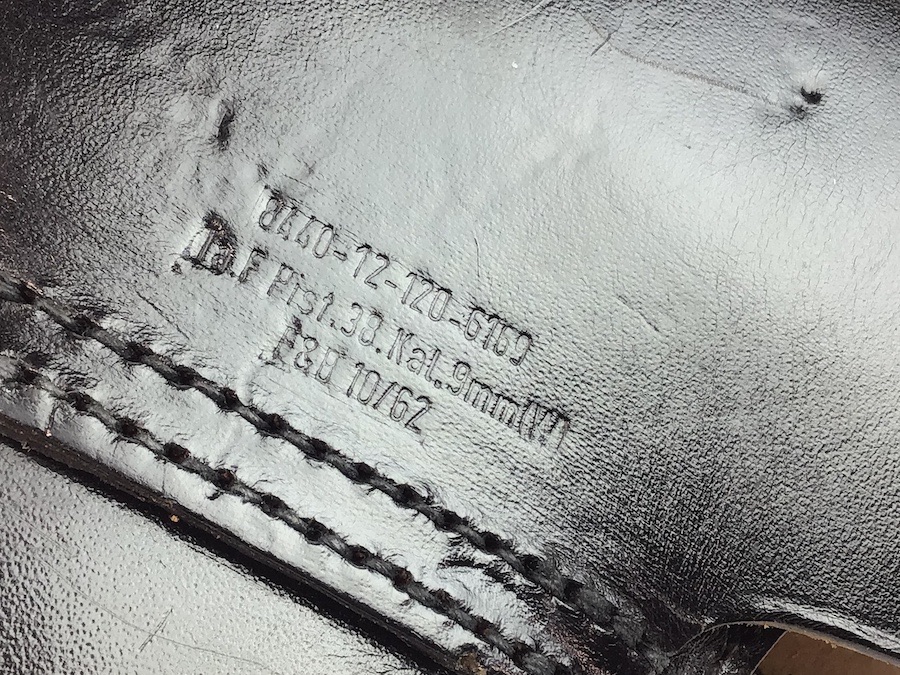 8440-12-120-6169
Ta.F Pist.38.Kal.9mm(W)
A&B 10/62